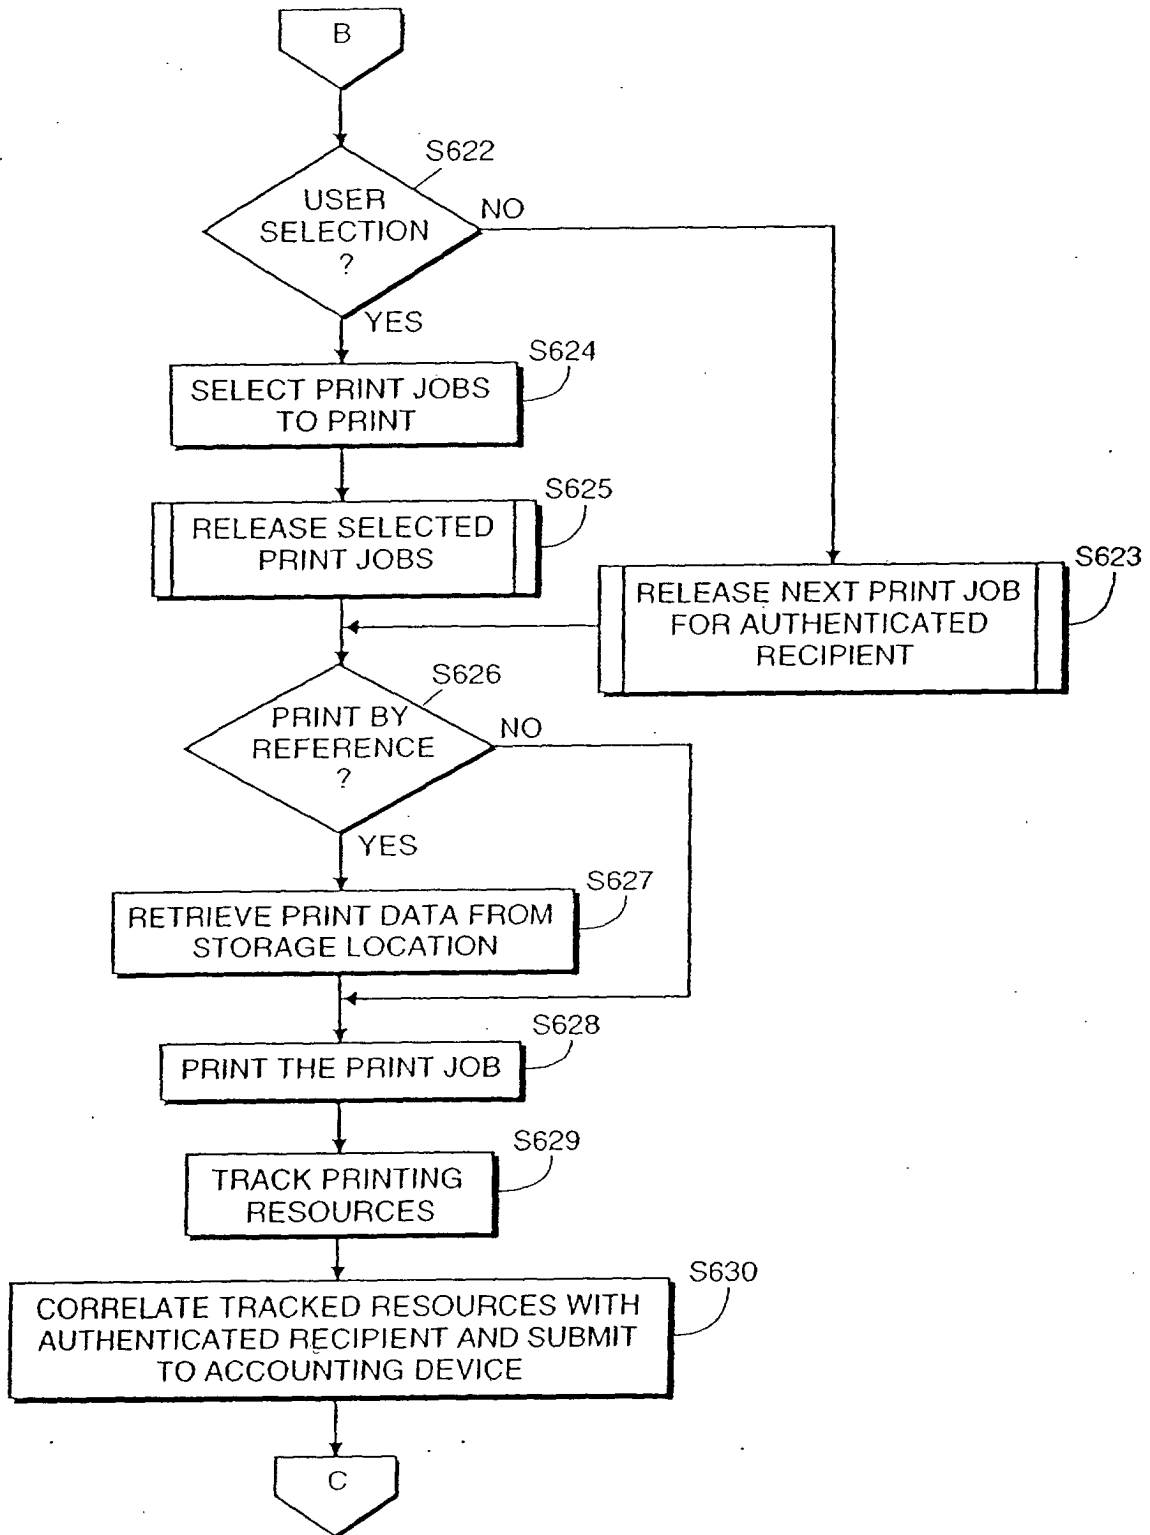 B
S622
USER
SELECTION
?
NO
YES
S624
SELECT PRINT JOBS
TO PRINT
S625
RELEASE SELECTED
PRINT JOBS
S623
RELEASE NEXT PRINT JOB
FOR AUTHENTICATED
RECIPIENT
S626
PRINT BY
REFERENCE
?
NO
YES
S627
RETRIEVE PRINT DATA FROM
STORAGE LOCATION
S628
PRINT THE PRINT JOB
S629
TRACK PRINTING
RESOURCES
S630
CORRELATE TRACKED RESOURCES WITH
AUTHENTICATED RECIPIENT AND SUBMIT
TO ACCOUNTING DEVICE
C